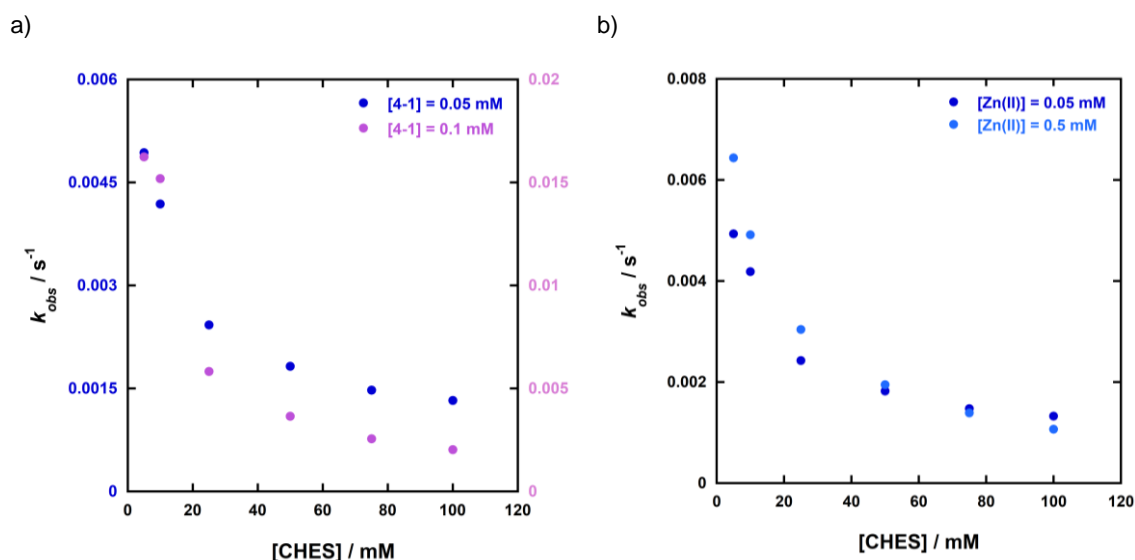 a)
0.006
0.0045
0.003
0.0015
0
0.02
0.015
0.01
0.005
0
[4-1] = 0.05 mM
[4-1] = 0.1 mM
k_obs / s⁻¹
0 20 40 60 80 100 120
[CHES] / mM
b)
0.008
0.006
0.004
0.002
0
[Zn(II)] = 0.05 mM
[Zn(II)] = 0.5 mM
k_obs / s⁻¹
0 20 40 60 80 100 120
[CHES] / mM